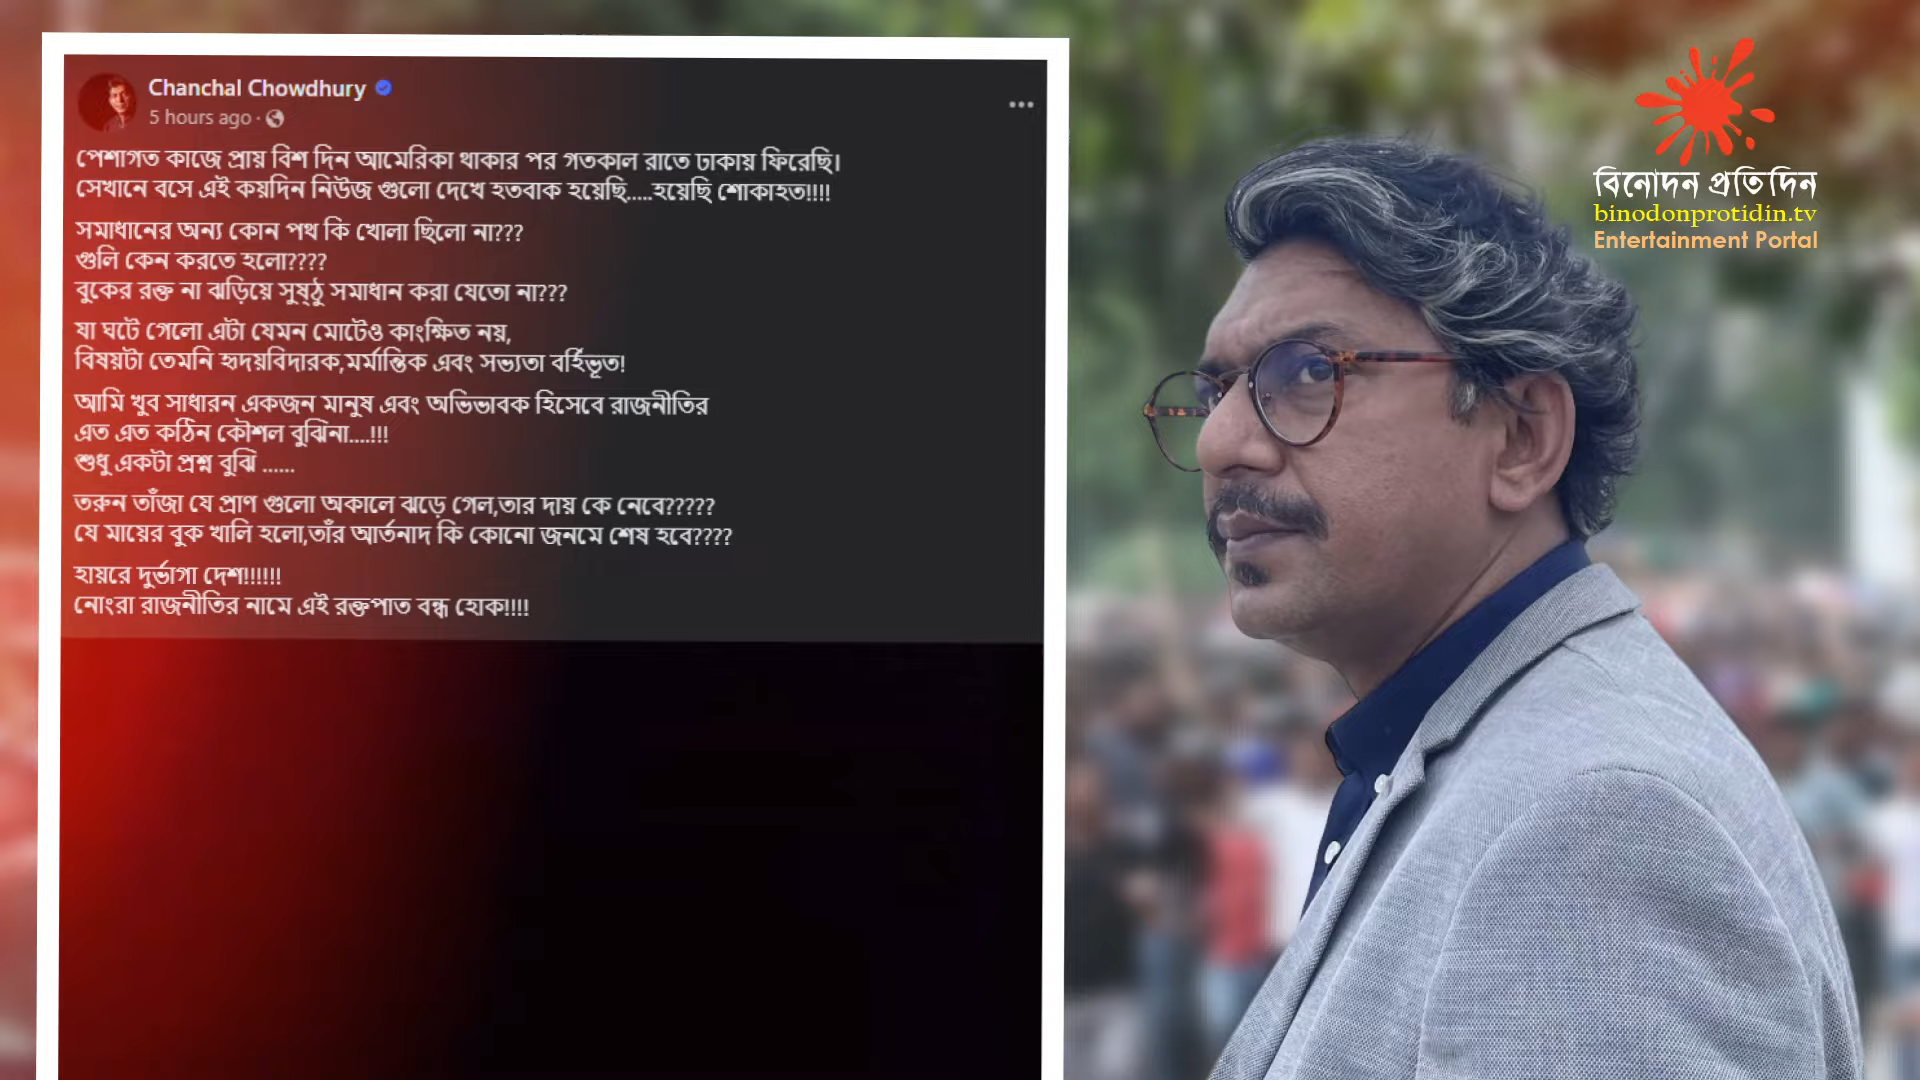 Chanchal Chowdhury
5 hours ago ·
পেশাগত কাজে প্রায় বিশ দিন আমেরিকা থাকার পর গতকাল রাতে ঢাকায় ফিরেছি।
সেখানে বসে এই কয়দিন নিউজ গুলো দেখে হতবাক হয়েছি.....হয়েছি শোকাহত!!!!
সমাধানের অন্য কোন পথ কি খোলা ছিলো না???
গুলি কেন করতে হলো????
বুকের রক্ত না ঝড়িয়ে সুষ্ঠু সমাধান করা যেতো না???
যা ঘটে গেলো এটা যেমন মোটেও কাংক্ষিত নয়,
বিষয়টা তেমনি হৃদয়বিদারক,মর্মান্তিক এবং সভ্যতা বর্হিভূত!
আমি খুব সাধারন একজন মানুষ এবং অভিভাবক হিসেবে রাজনীতির
এত এত কঠিন কৌশল বুঝিনা....!!!
শুধু একটা প্রশ্ন বুঝি ......
তরুন তাঁজা যে প্রাণ গুলো অকালে ঝড়ে গেল,তার দায় কে নেবে?????
যে মায়ের বুক খালি হলো,তাঁর আর্তনাদ কি কোনো জনমে শেষ হবে????
হায়রে দুর্ভাগা দেশ!!!!!!
নোংরা রাজনীতির নামে এই রক্তপাত বন্ধ হোক!!!!
বিনোদন প্রতিদিন
binodonprotidin.tv
Entertainment Portal